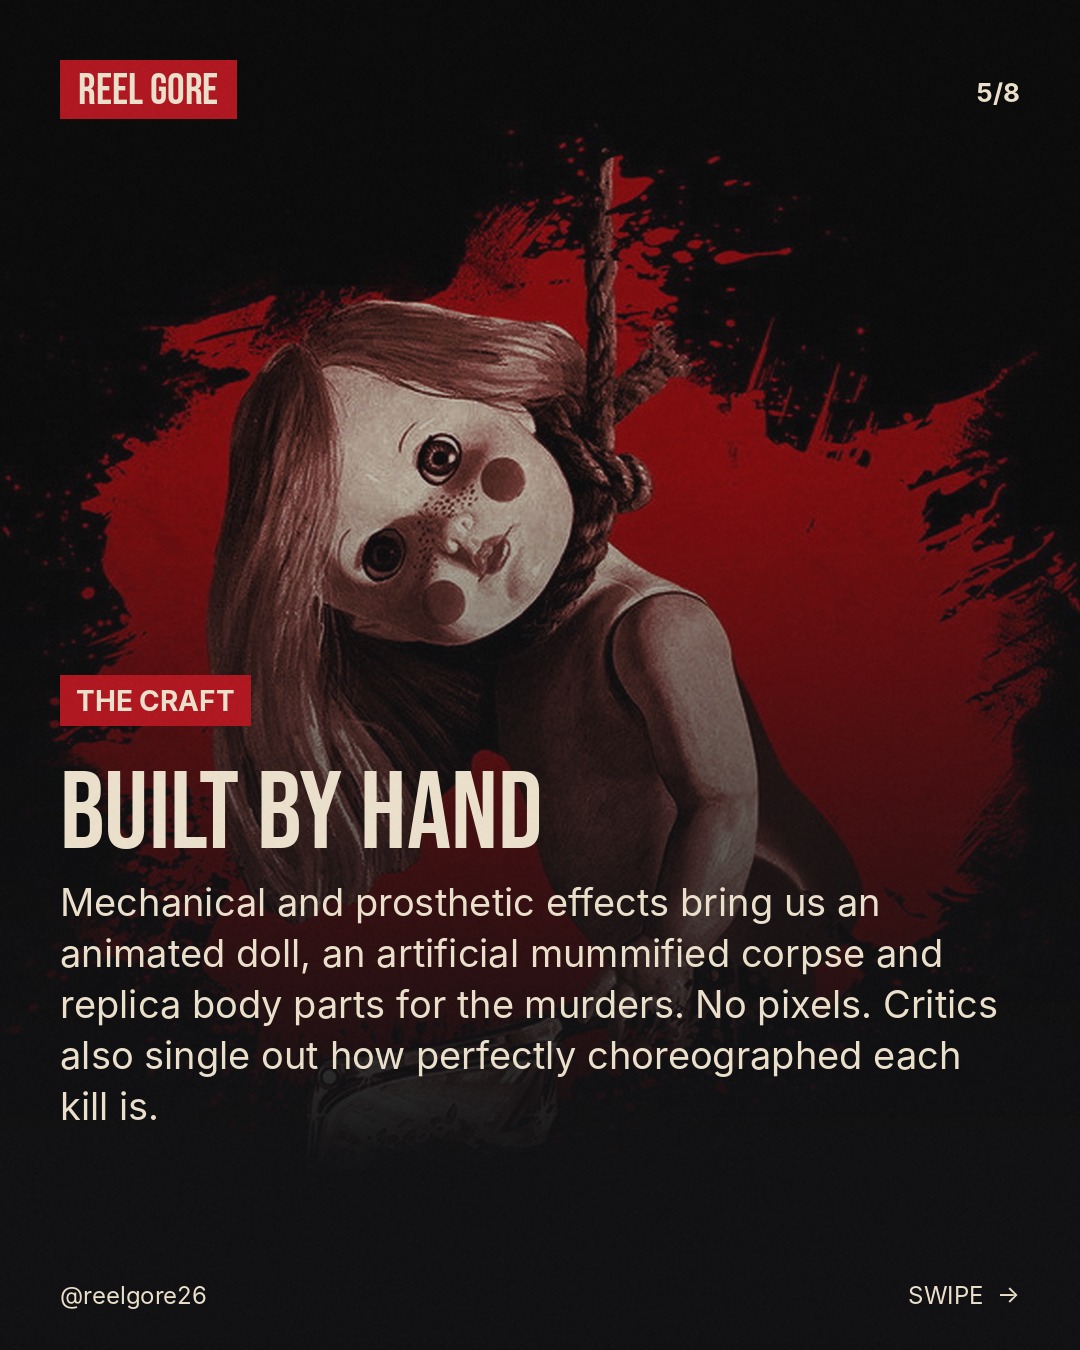 REEL GORE
5/8
THE CRAFT
BUILT BY HAND
Mechanical and prosthetic effects bring us an
animated doll, an artificial mummified corpse and
replica body parts for the murders. No pixels. Critics
also single out how perfectly choreographed each
kill is.
@reelgore26
SWIPE →